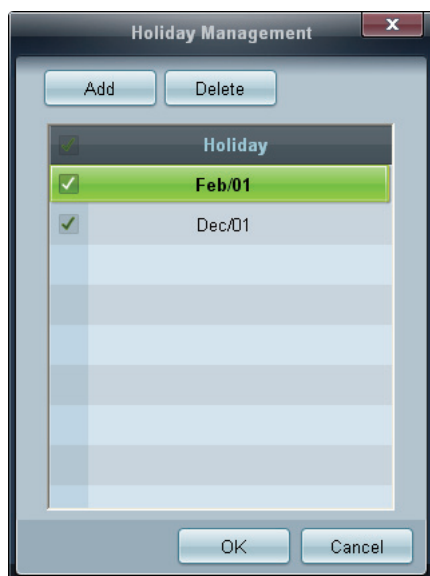 Holiday Management
Add Delete
Holiday
Feb/01
Dec/01
OK Cancel